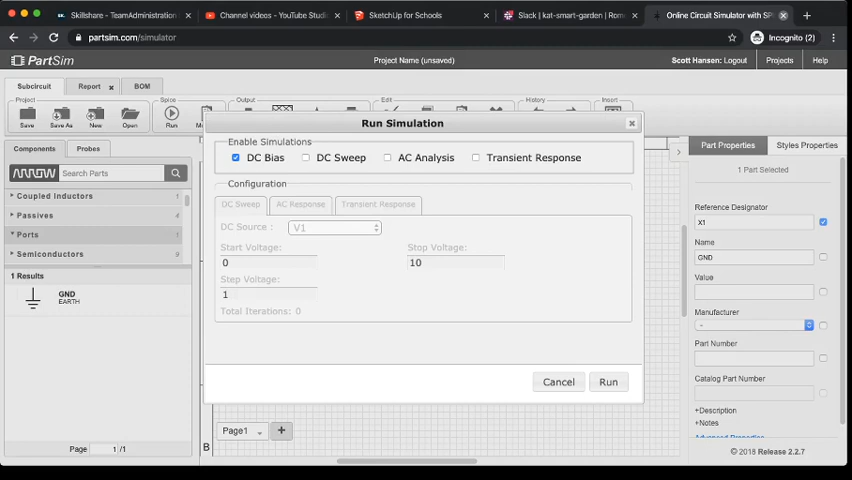 Skillshare - TeamAdministration
Channel videos - YouTube Studi
SketchUp for Schools
Slack | kat-smart-garden | Rom
Online Circuit Simulator with SP
partsim.com/simulator
Incognito (2)
PartSim
Project Name (unsaved)
Scott Hansen: Logout
Projects
Help
Subcircuit
Report
BOM
Project
Spice
Output
Edit
History
Insert
Save
Save As
New
Open
Run
Run Simulation
Components
Probes
ARROW
Search Parts
Coupled Inductors 1
Passives 4
Ports 1
Semiconductors 9
1 Results
GND
EARTH
Page 1 /1
Enable Simulations
DC Bias
DC Sweep
AC Analysis
Transient Response
Configuration
DC Sweep
AC Response
Transient Response
DC Source :
V1
Start Voltage:
Stop Voltage:
0
10
Step Voltage:
1
Total Iterations: 0
Cancel
Run
Page1
+
B
Part Properties
Styles Properties
1 Part Selected
Reference Designator
X1
Name
GND
Value
Manufacturer
-
Part Number
Catalog Part Number
+Description
+Notes
Advanced Properties
© 2018 Release 2.2.7